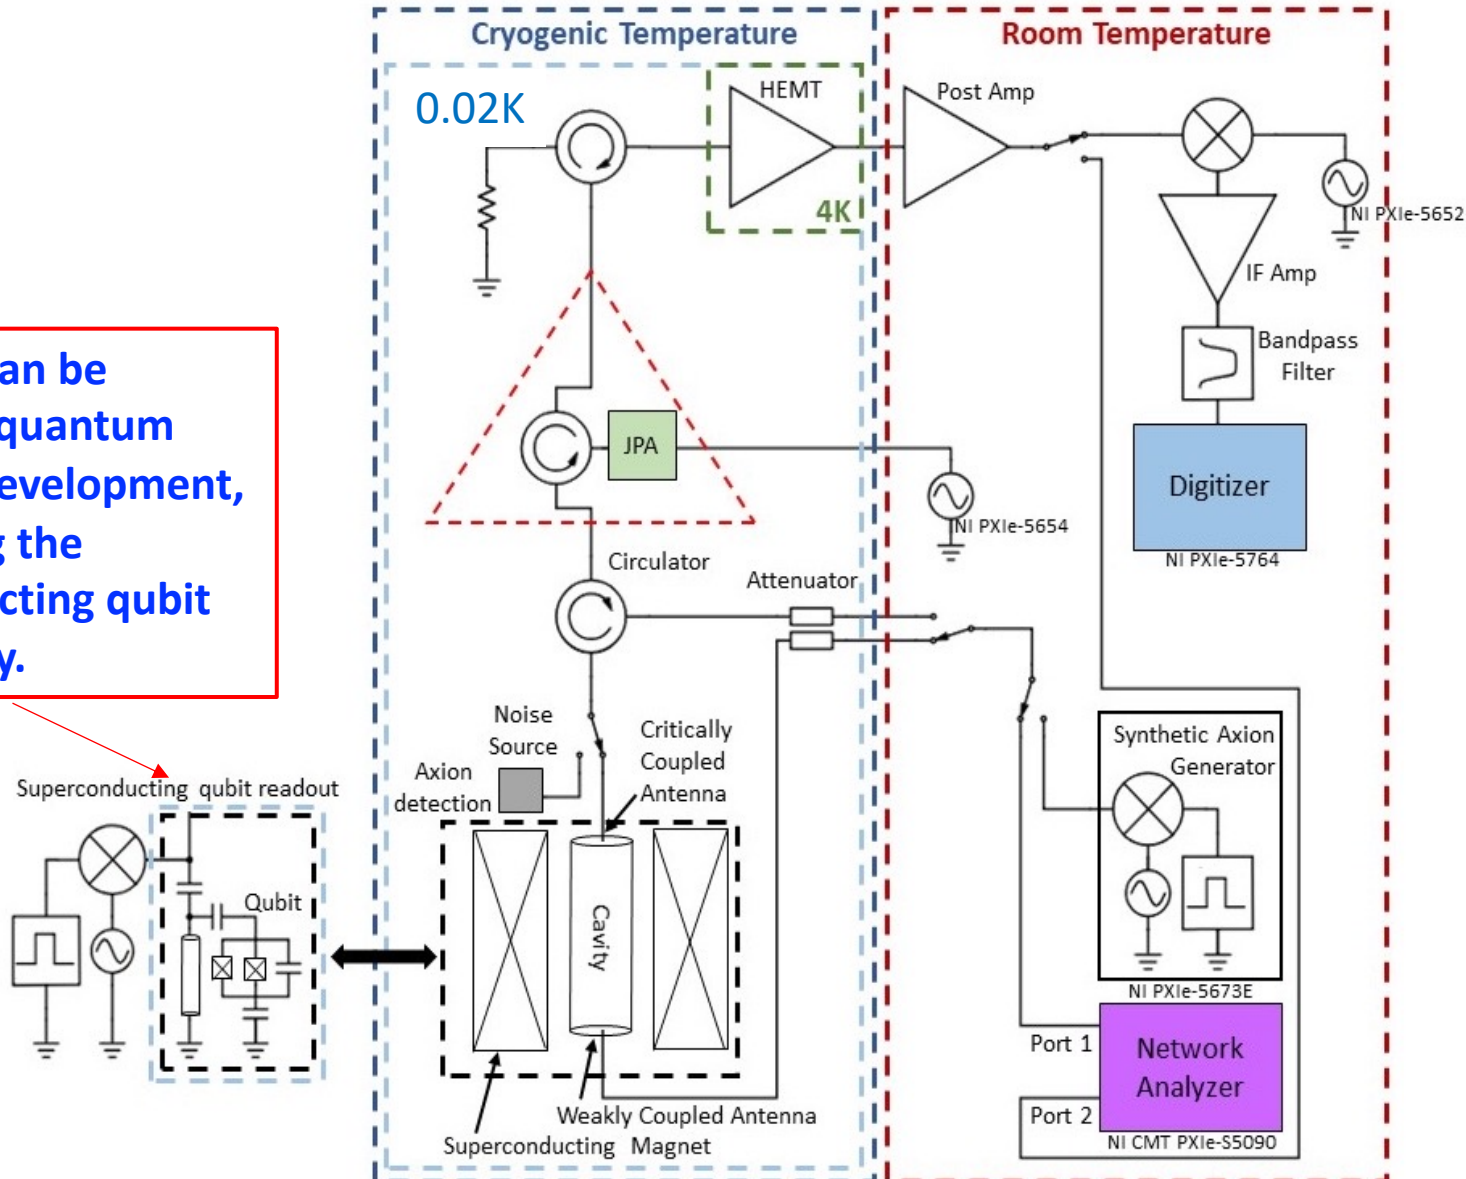 Cryogenic Temperature
Room Temperature
0.02K
HEMT
4K
Post Amp
NI PXIe-5652
IF Amp
Bandpass
Filter
Digitizer
NI PXIe-5764
JPA
NI PXIe-5654
Circulator
Attenuator
an be
quantum
development,
g the
cting qubit
y.
Noise
Source
Axion
detection
Critically
Coupled
Antenna
Cavity
Weakly Coupled Antenna
Superconducting Magnet
Superconducting qubit readout
Qubit
Synthetic Axion
Generator
NI PXIe-5673E
Port 1
Port 2
Network
Analyzer
NI CMT PXIe-S5090